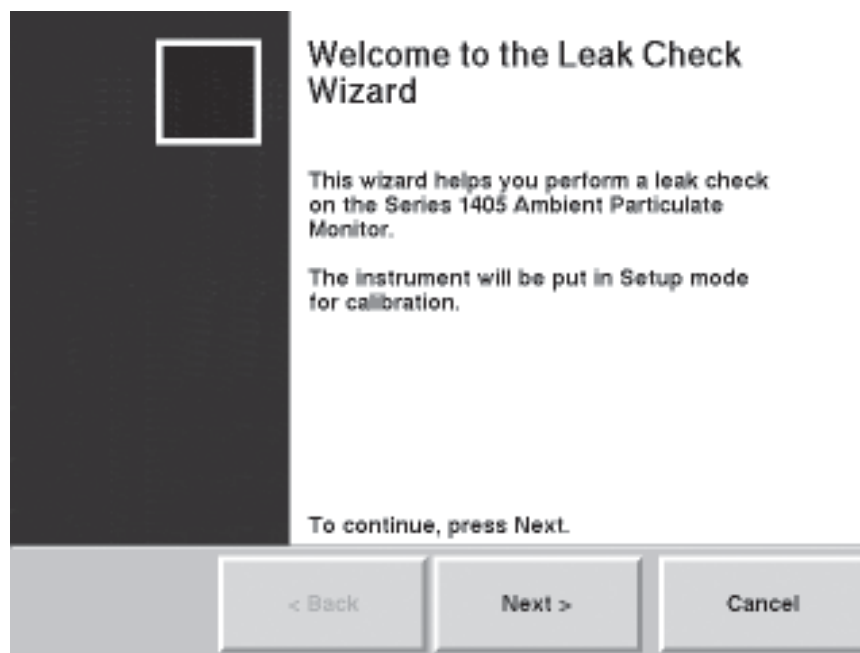 Welcome to the Leak Check
Wizard
This wizard helps you perform a leak check
on the Series 1405 Ambient Particulate
Monitor.
The instrument will be put in Setup mode
for calibration.
To continue, press Next.
< Back
Next >
Cancel